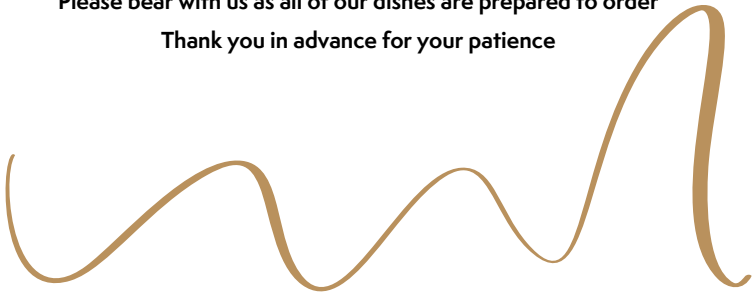 Please bear with us as all of our dishes are prepared to order
Thank you in advance for your patience